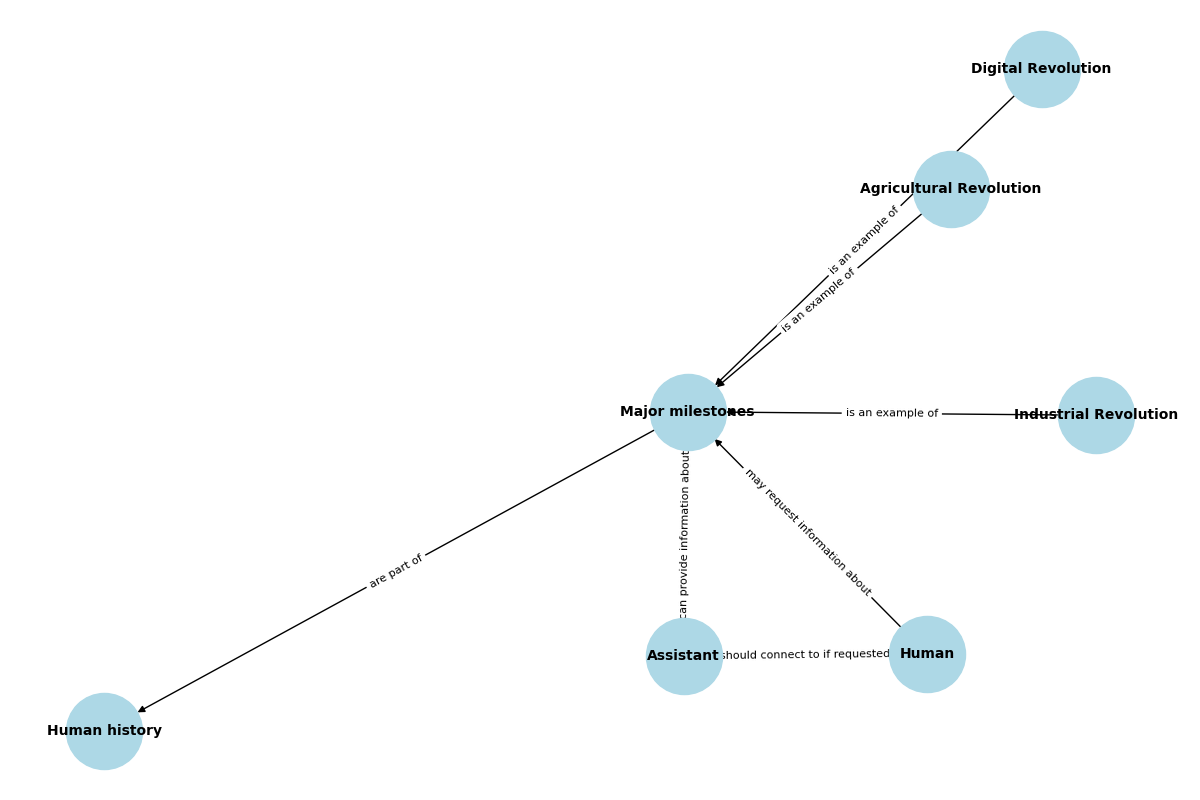 Digital Revolution
Agricultural Revolution
is an example of
is an example of
Major milestones
is an example of
Industrial Revolution
can provide information about
may request information about
are part of
Assistant
should connect to if requested
Human
Human history